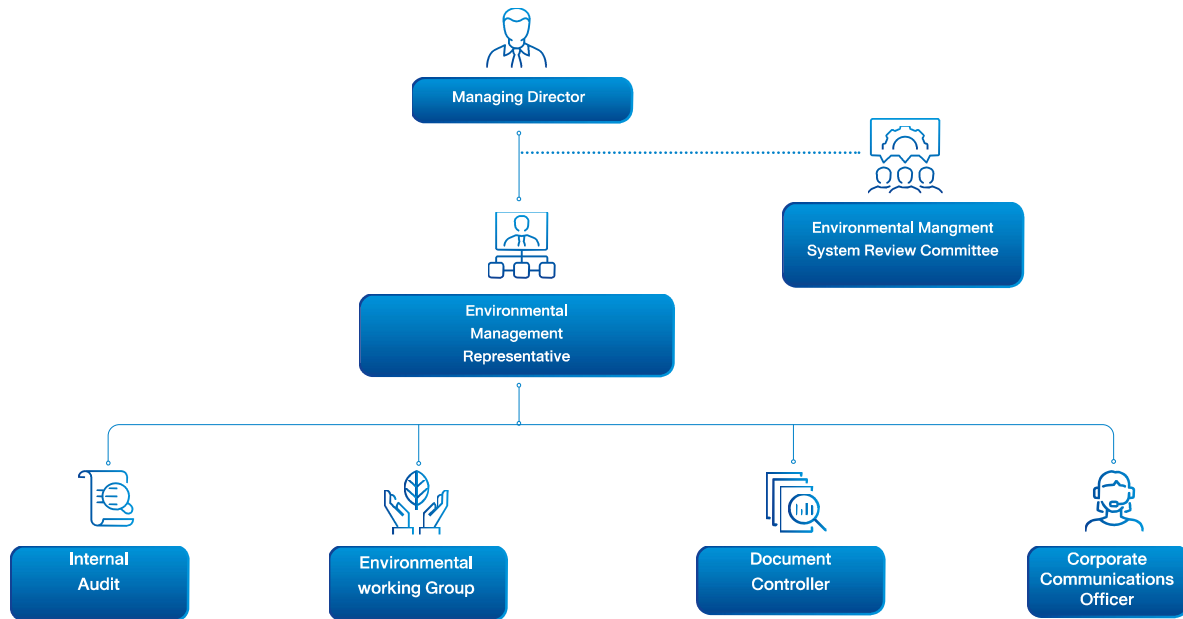 Managing Director
Environmental Mangment
System Review Committee
Environmental
Management
Representative
Internal
Audit
Environmental
working Group
Document
Controller
Corporate
Communications
Officer